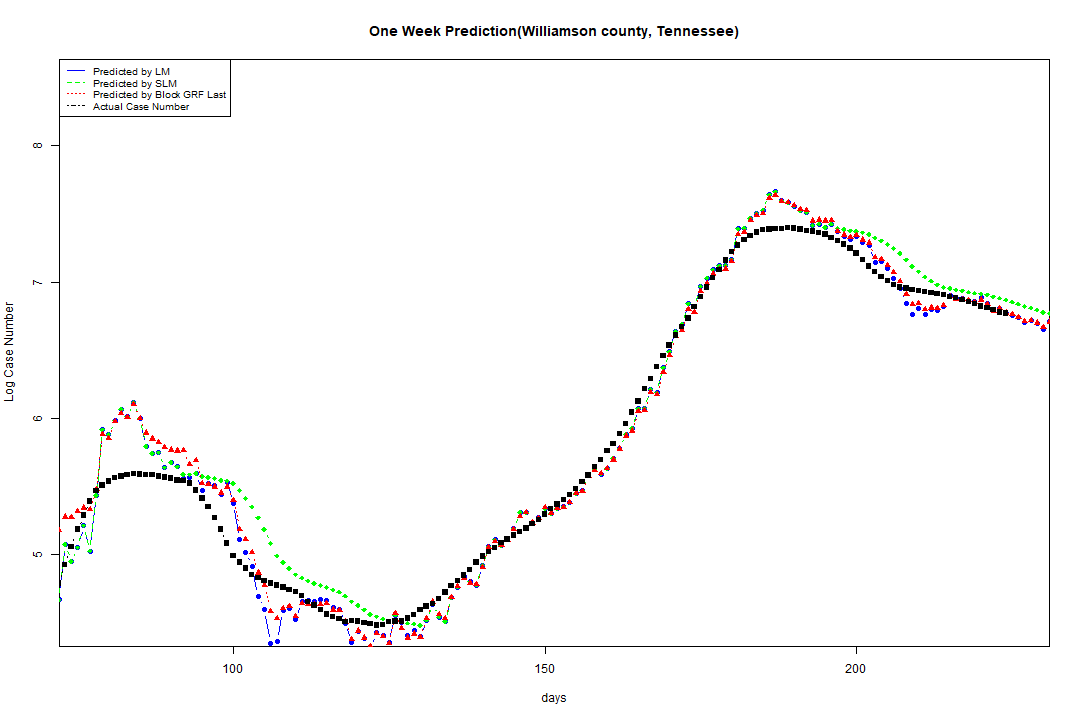 One Week Prediction(Williamson county, Tennessee)
Predicted by LM
Predicted by SLM
Predicted by Block GRF Last
Actual Case Number
8
7
6
5
Log Case Number
100 150 200
days